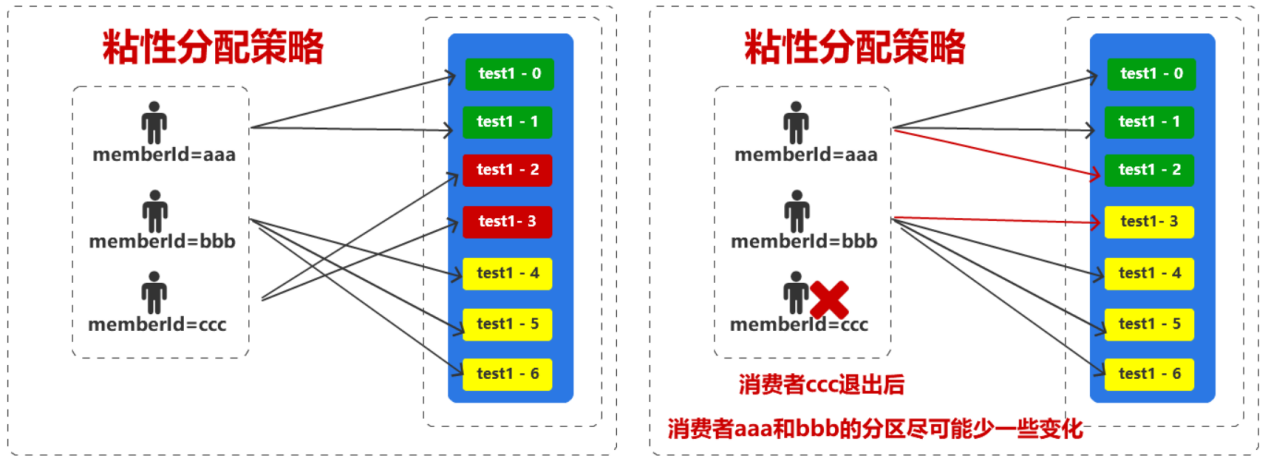 粘性分配策略
memberId=aaa
memberId=bbb
memberId=ccc
test1 - 0
test1 - 1
test1 - 2
test1- 3
test1 - 4
test1 - 5
test1 - 6
粘性分配策略
memberId=aaa
memberId=bbb
memberId=ccc
test1 - 0
test1 - 1
test1 - 2
test1- 3
test1 - 4
test1 - 5
test1 - 6
消费者ccc退出后
消费者aaa和bbb的分区尽可能少一些变化